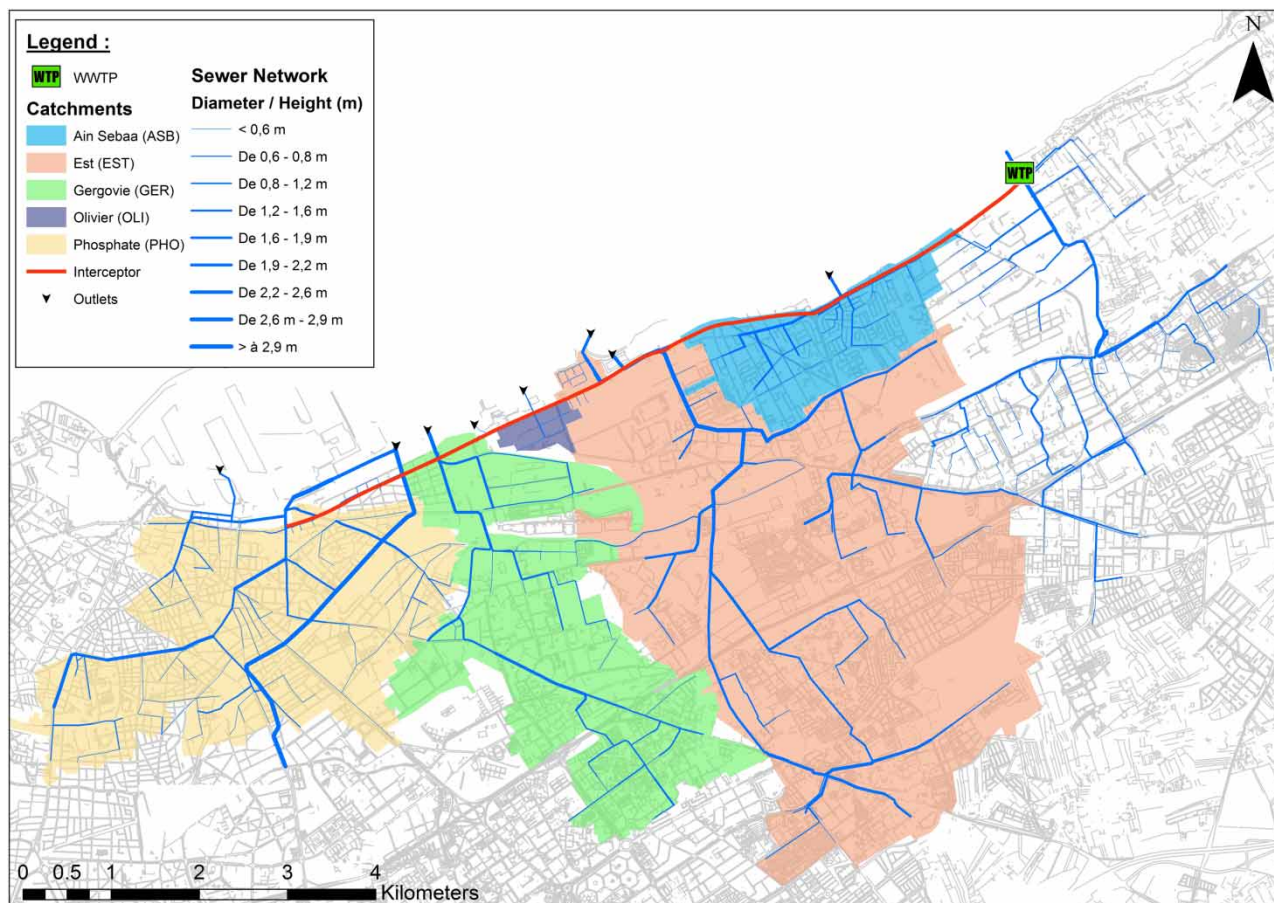 Legend :
WTP WWTP
Catchments
Ain Sebaa (ASB)
Est (EST)
Gergovie (GER)
Olivier (OLI)
Phosphate (PHO)
Interceptor
Outlets
Sewer Network
Diameter / Height (m)
< 0,6 m
De 0,6 - 0,8 m
De 0,8 - 1,2 m
De 1,2 - 1,6 m
De 1,6 - 1,9 m
De 1,9 - 2,2 m
De 2,2 - 2,6 m
De 2,6 m - 2,9 m
> à 2,9 m
N
WTP
0 0.5 1 2 3 4
Kilometers